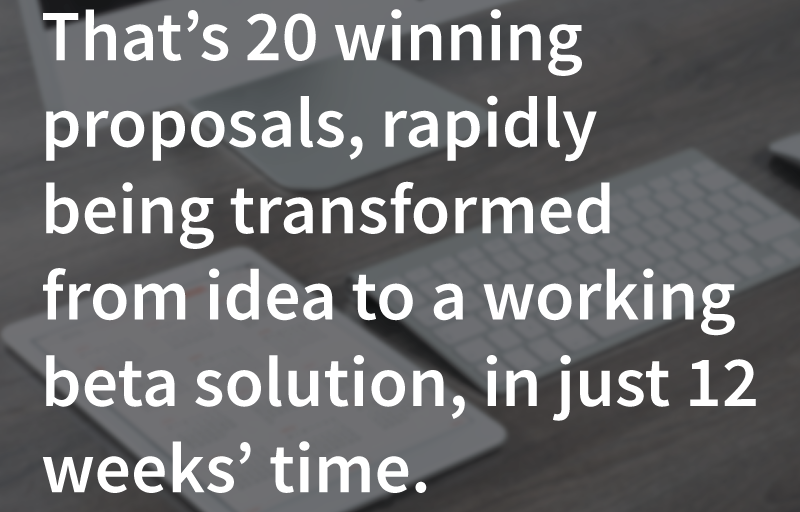 That’s 20 winning
proposals, rapidly
being transformed
from idea to a working
beta solution, in just 12
weeks’ time.